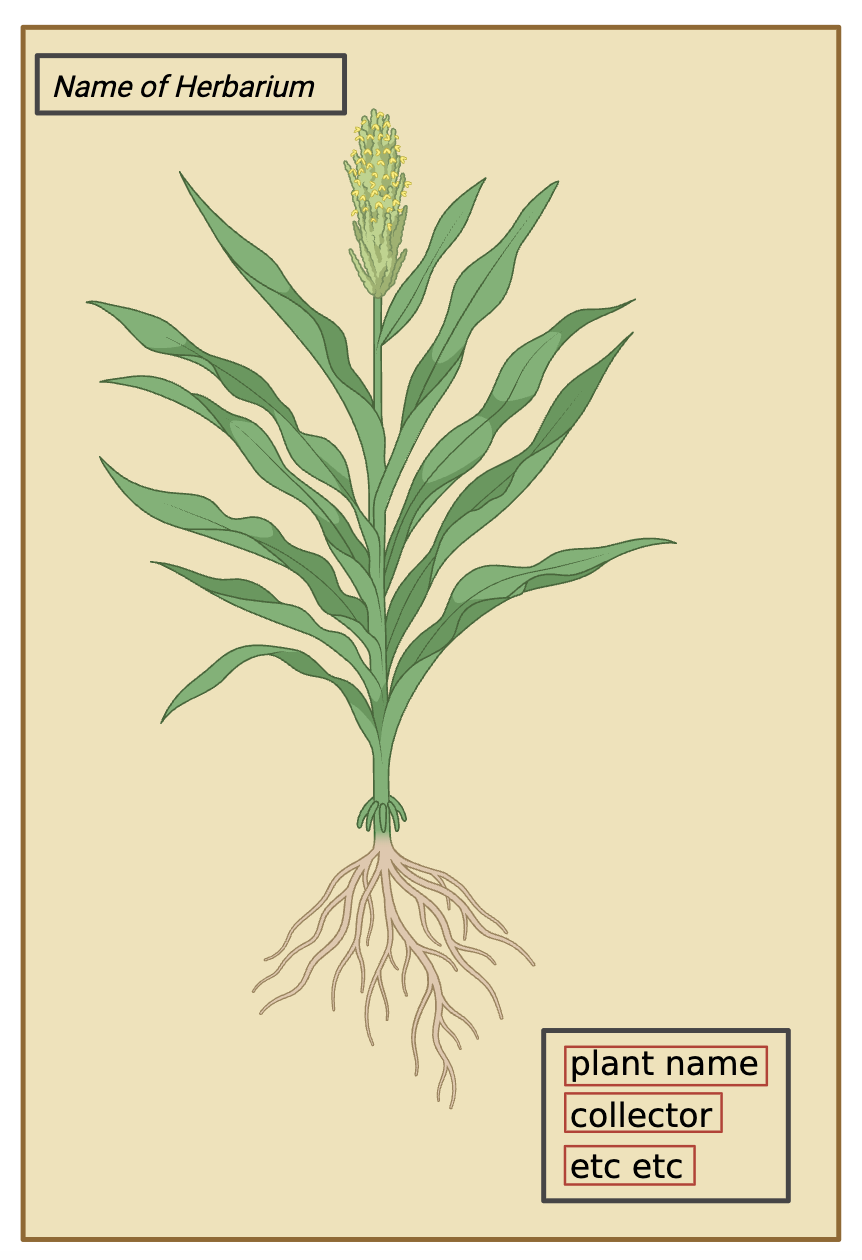 Name of Herbarium
plant name
collector
etc etc